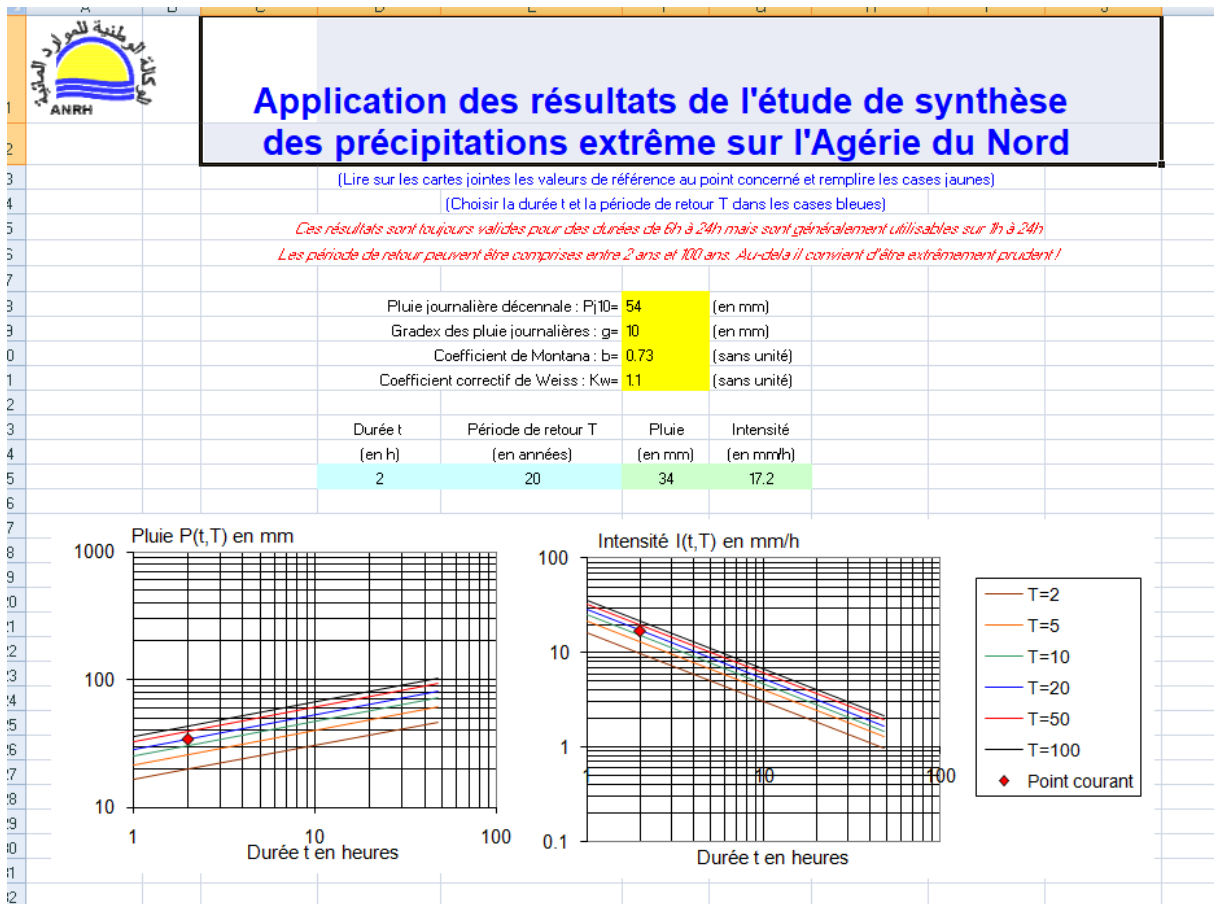 الوكالة الوطنية للموارد المائية
ANRH
Application des résultats de l'étude de synthèse
des précipitations extrême sur l'Agérie du Nord
(Lire sur les cartes jointes les valeurs de référence au point concerné et remplire les cases jaunes)
(Choisir la durée t et la période de retour T dans les cases bleues)
Ces résultats sont toujours valides pour des durées de 6h à 24h mais sont généralement utilisables sur 1h à 24h
Les période de retour peuvent être comprises entre 2 ans et 100 ans. Au-delà il convient d'être extrêmement prudent !
Pluie journalière décennale : Pj10= 54 (en mm)
Gradex des pluie journalières : g= 10 (en mm)
Coefficient de Montana : b= 0.73 (sans unité)
Coefficient correctif de Weiss : Kw= 1.1 (sans unité)
Durée t Période de retour T Pluie Intensité
(en h) (en années) (en mm) (en mm/h)
2 20 34 17.2
Pluie P(t,T) en mm
1000
100
10
1 10 100
Durée t en heures
Intensité I(t,T) en mm/h
100
10
1
0.1
1 10 100
Durée t en heures
T=2
T=5
T=10
T=20
T=50
T=100
Point courant